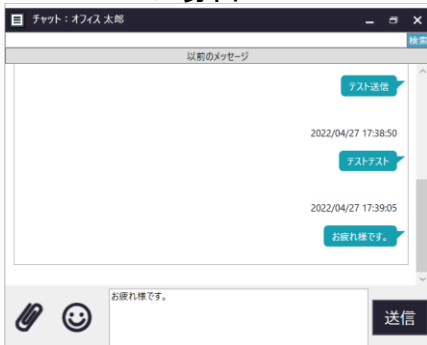 チャット：オフィス 太郎
検索
以前のメッセージ
テスト送信
2022/04/27 17:38:50
テストテスト
2022/04/27 17:39:05
お疲れ様です。
お疲れ様です。
送信